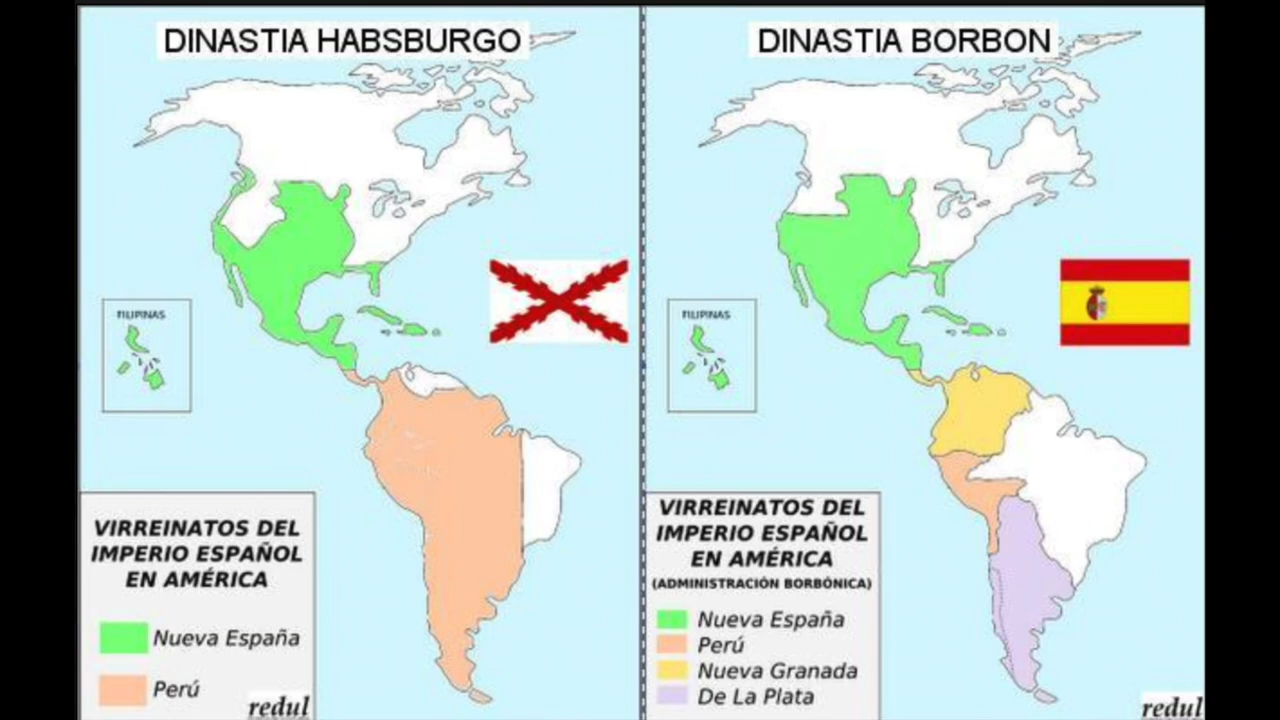 DINASTIA HABSBURGO
FILIPINAS
VIRREINATOS DEL
IMPERIO ESPAÑOL
EN AMÉRICA
Nueva España
Perú
redul
DINASTIA BORBON
FILIPINAS
VIRREINATOS DEL
IMPERIO ESPAÑOL
EN AMÉRICA
(ADMINISTRACIÓN BORBÓNICA)
Nueva España
Perú
Nueva Granada
De La Plata
redul